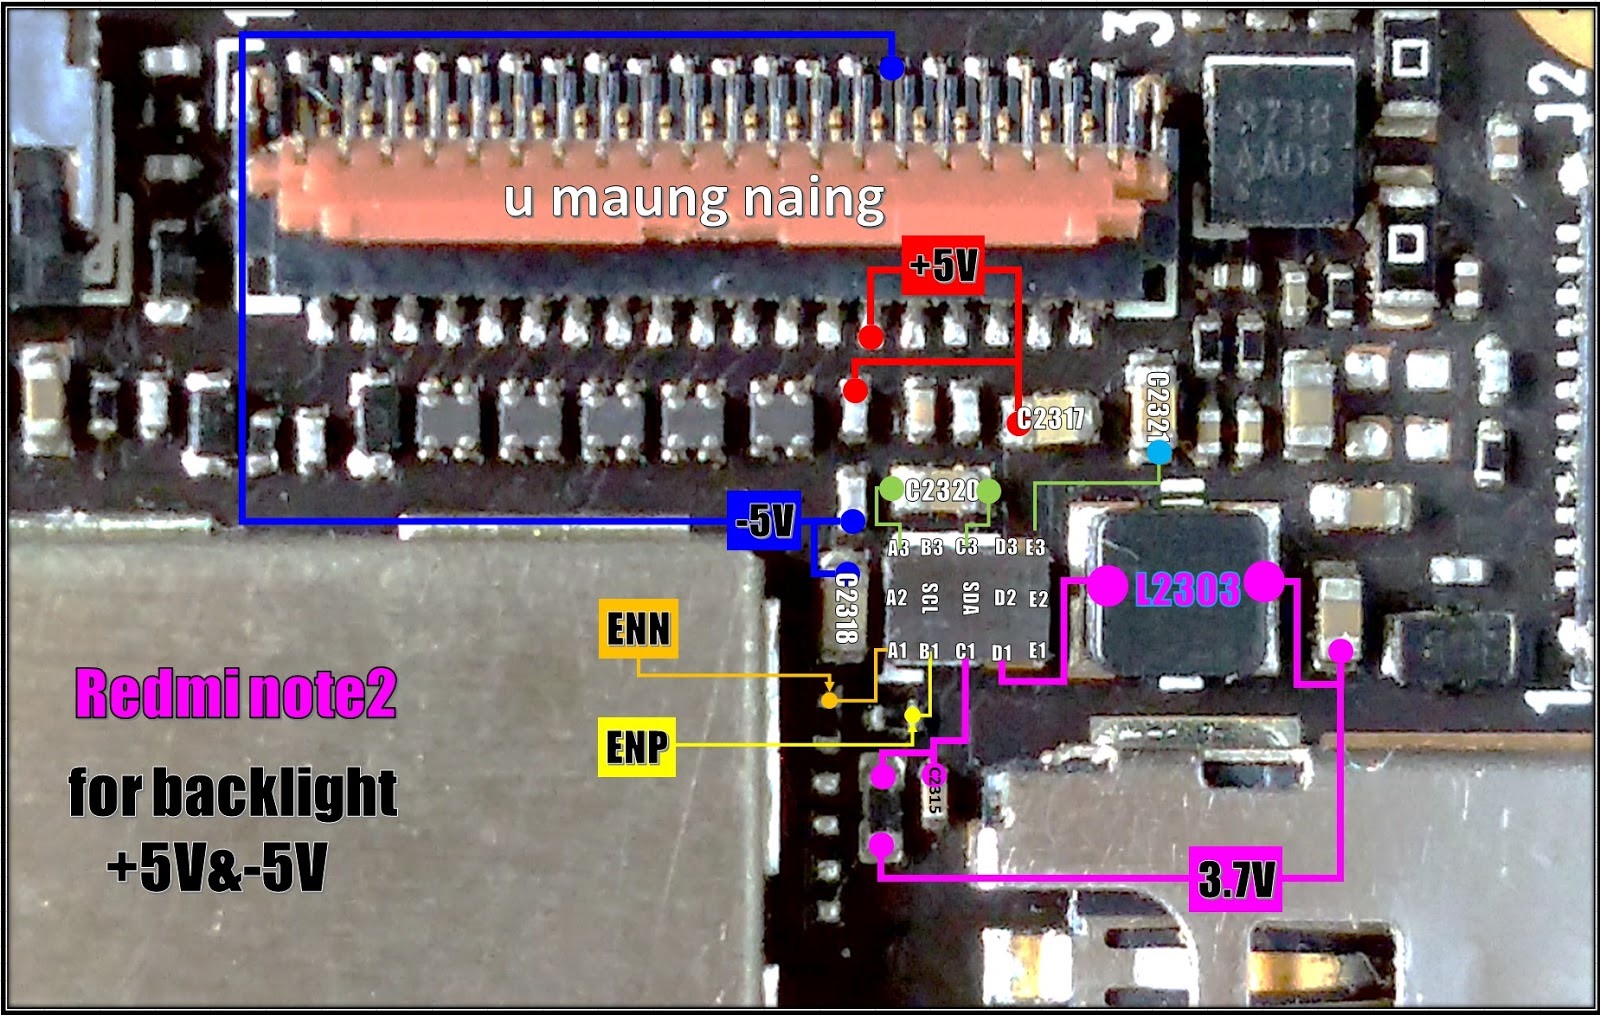 1
3
J2
8738
AAD6
u maung naing
+5V
C2317
C2321
C2320
-5V
A3 B3 C3 D3 E3
A2 SCL SDA D2 E2
A1 B1 C1 D1 E1
C2318
L2303
ENN
ENP
C2315
1
3.7V
Redmi note2
for backlight
+5V&-5V